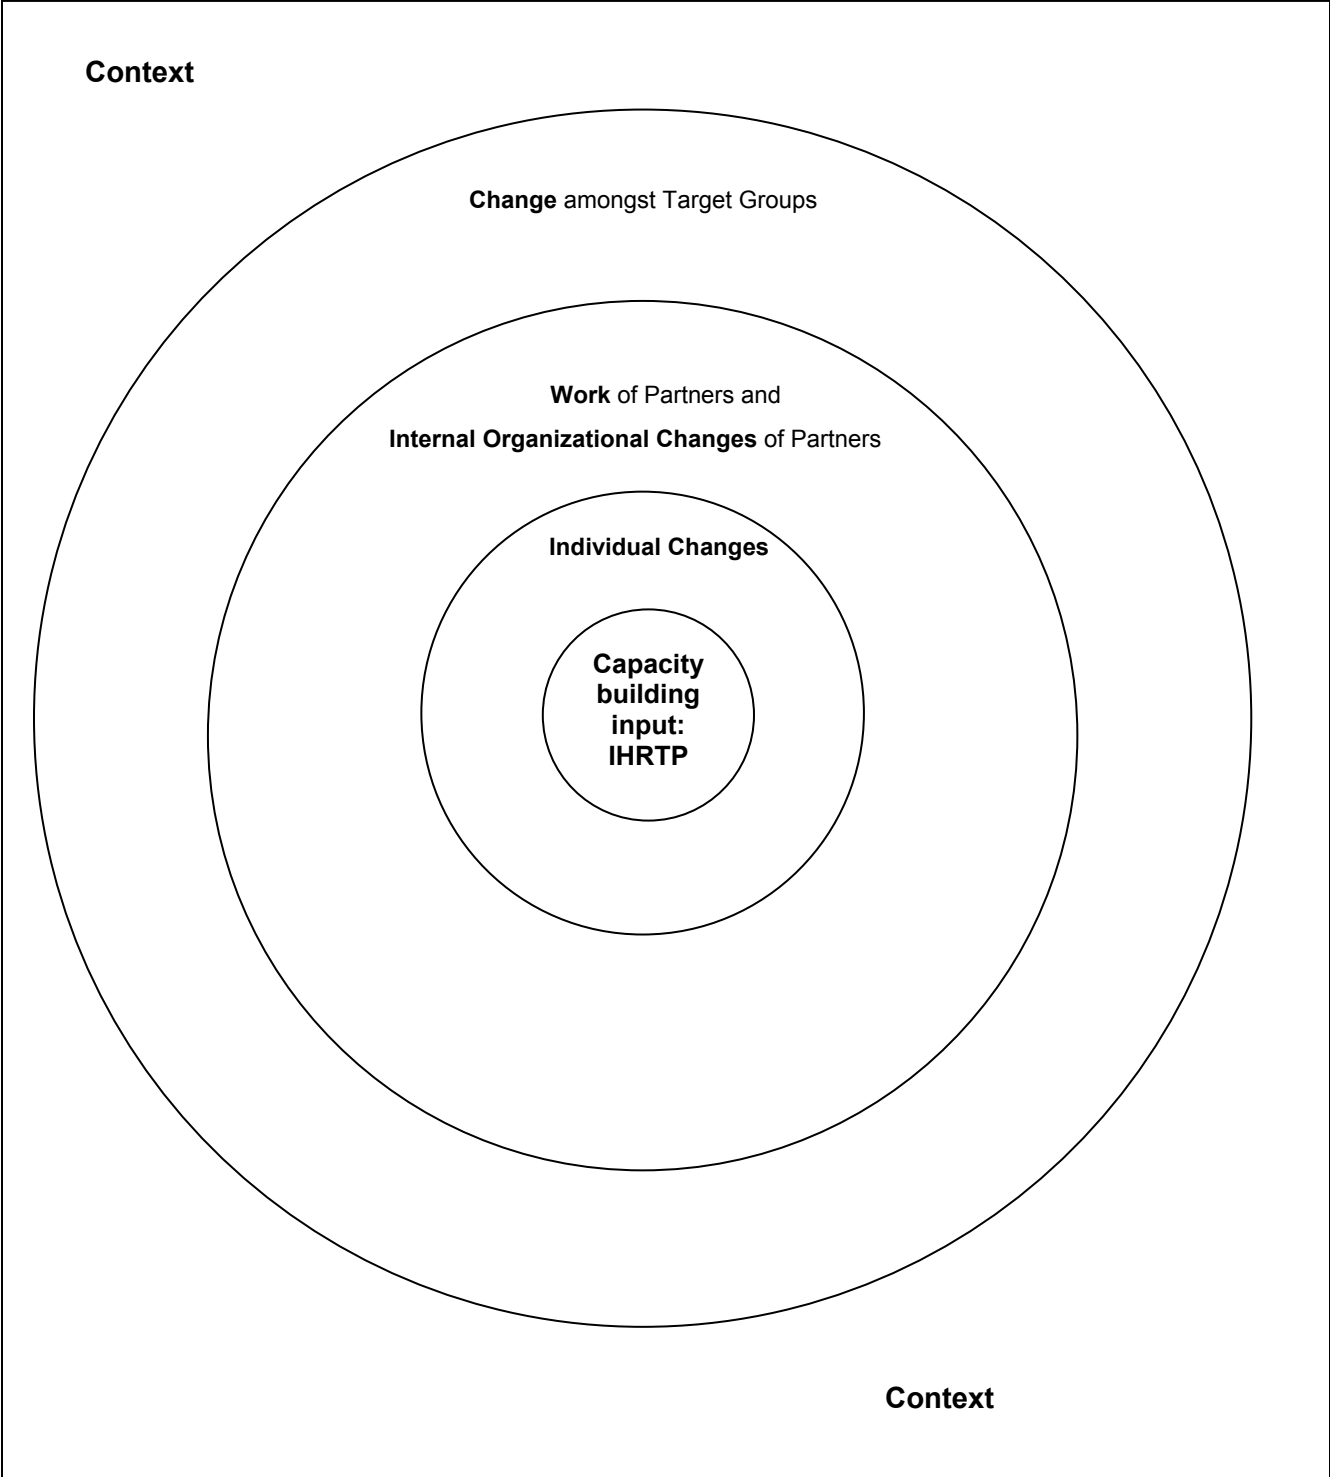 Context
Change amongst Target Groups
Work of Partners and
Internal Organizational Changes of Partners
Individual Changes
Capacity
building
input:
IHRTP
Context